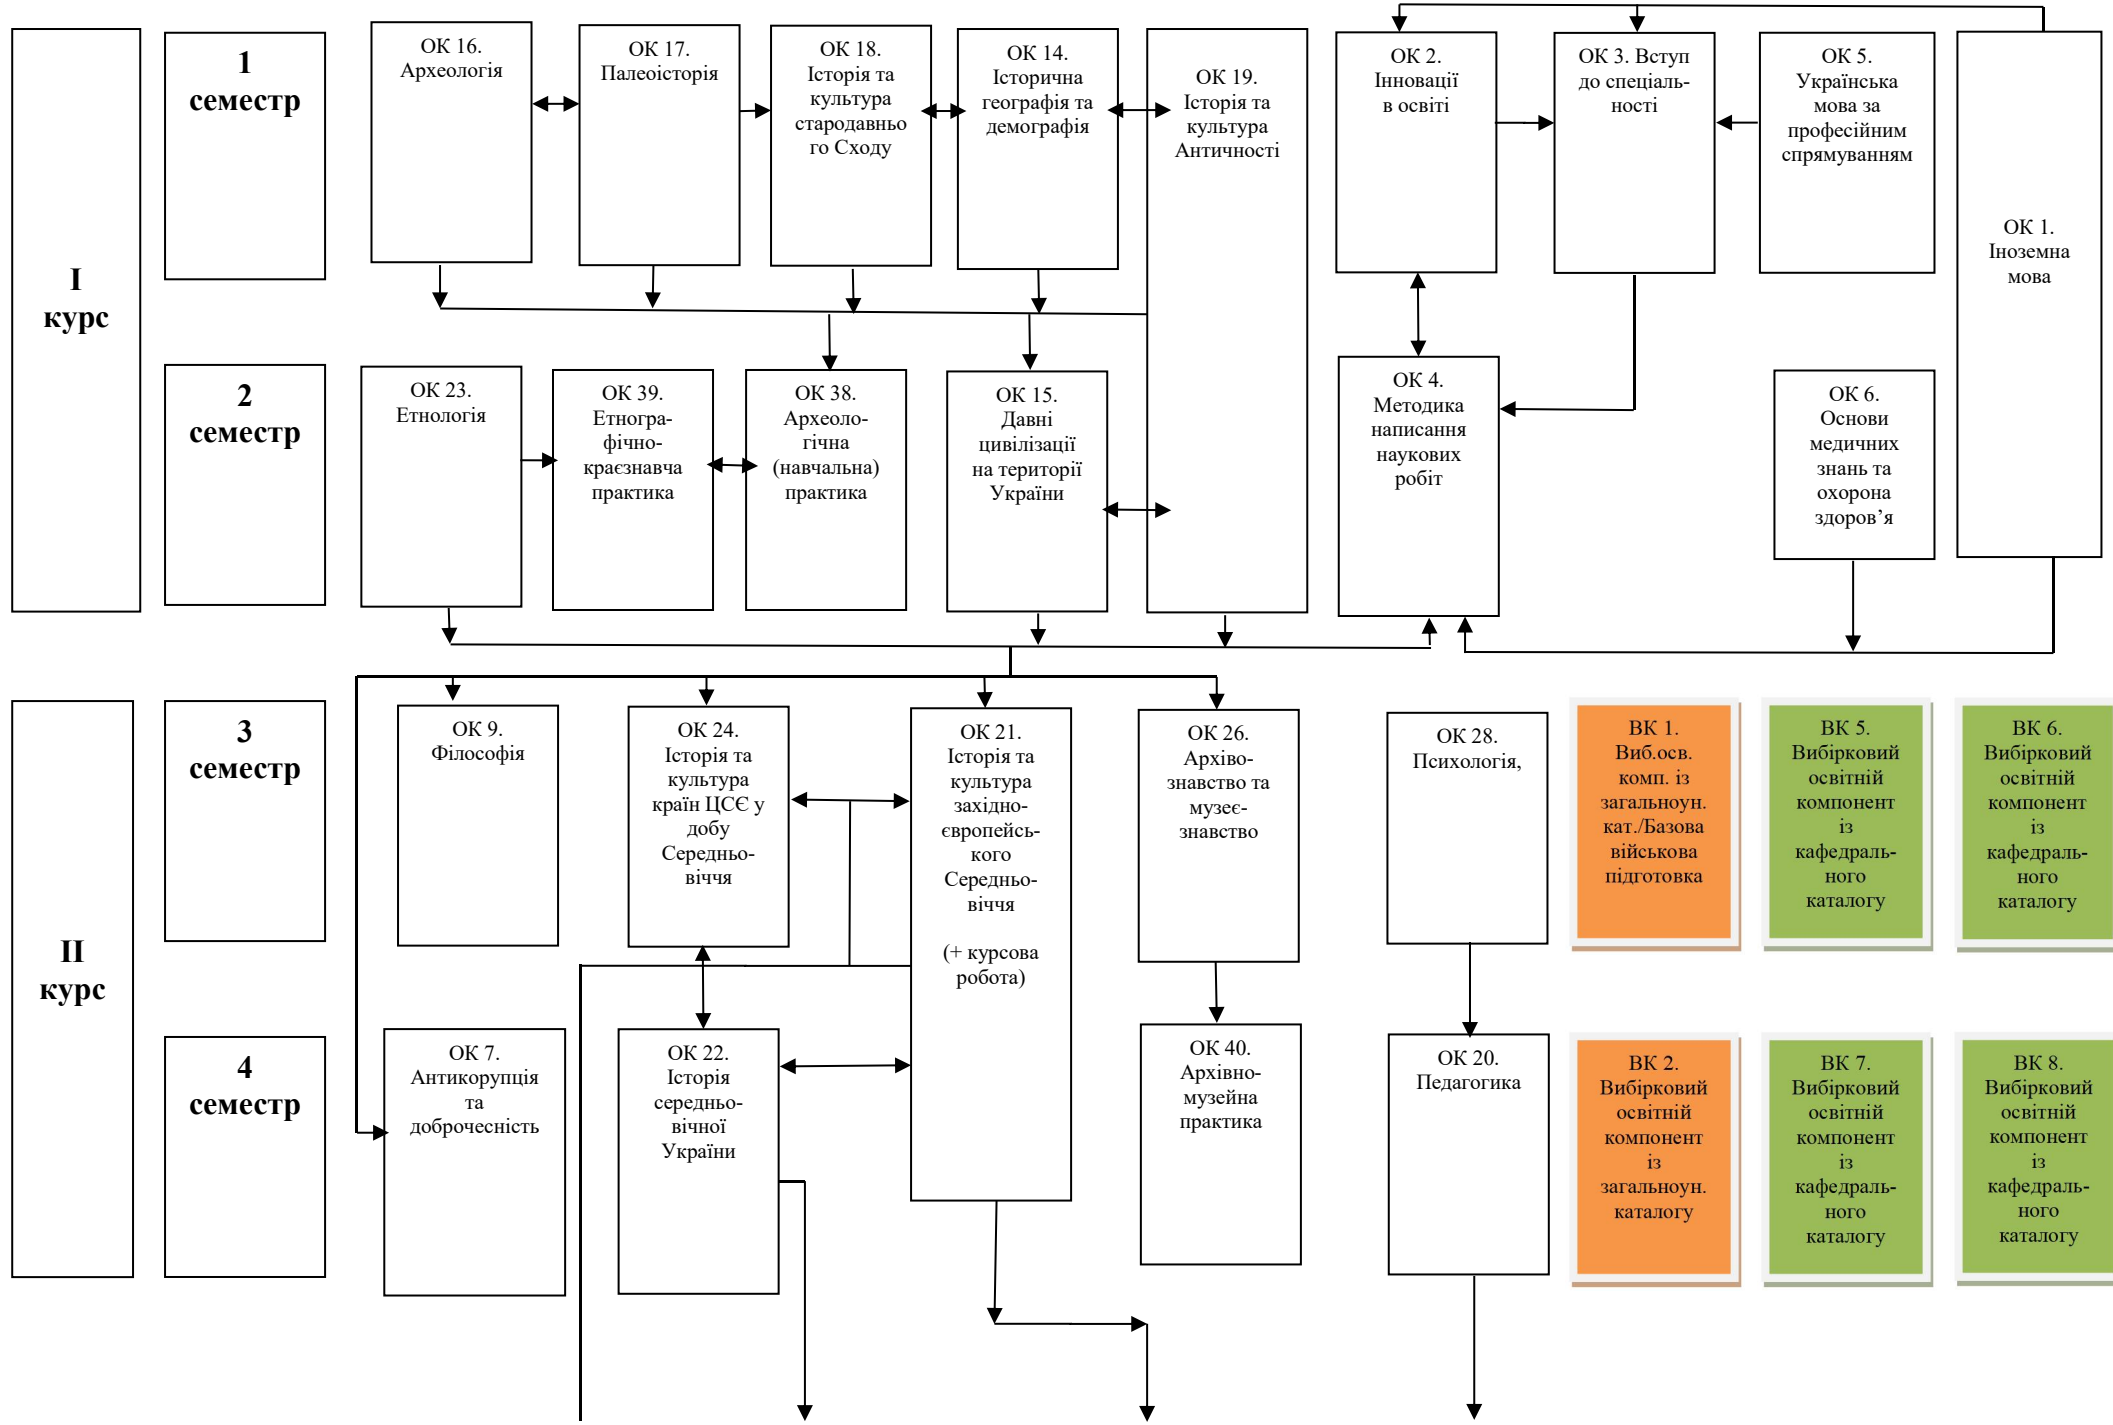 І
курс
1
семестр
ОК 16.
Археологія
ОК 17.
Палеоісторія
ОК 18.
Історія та
культура
стародавньо
го Сходу
ОК 14.
Історична
географія та
демографія
ОК 19.
Історія та
культура
Античності
ОК 2.
Інновації
в освіті
ОК 3. Вступ
до спеціаль-
ності
ОК 5.
Українська
мова за
професійним
спрямуванням
ОК 1.
Іноземна
мова
2
семестр
ОК 23.
Етнологія
ОК 39.
Етногра-
фічно-
краєзнавча
практика
ОК 38.
Археоло-
гічна
(навчальна)
практика
ОК 15.
Давні
цивілізації
на території
України
ОК 4.
Методика
написання
наукових
робіт
ОК 6.
Основи
медичних
знань та
охорона
здоров’я
ІІ
курс
3
семестр
ОК 9.
Філософія
ОК 24.
Історія та
культура
країн ЦСЄ у
добу
Середньо-
віччя
ОК 21.
Історія та
культура
західно-
європейсь-
кого
Середньо-
віччя
(+ курсова
робота)
ОК 26.
Архіво-
знавство та
музеє-
знавство
ОК 28.
Психологія,
ВК 1.
Виб.осв.
комп. із
загальноун.
кат./Базова
військова
підготовка
ВК 5.
Вибірковий
освітній
компонент
із
кафедраль-
ного
каталогу
ВК 6.
Вибірковий
освітній
компонент
із
кафедраль-
ного
каталогу
4
семестр
ОК 7.
Антикорупція
та
доброчесність
ОК 22.
Історія
середньо-
вічної
України
ОК 40.
Архівно-
музейна
практика
ОК 20.
Педагогика
ВК 2.
Вибірковий
освітній
компонент
із
загальноун.
каталогу
ВК 7.
Вибірковий
освітній
компонент
із
кафедраль-
ного
каталогу
ВК 8.
Вибірковий
освітній
компонент
із
кафедраль-
ного
каталогу